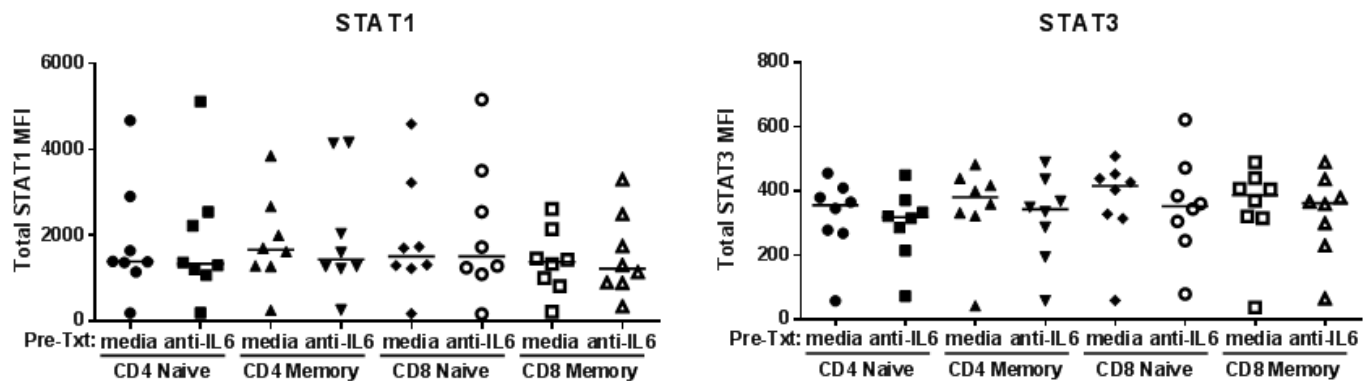 STAT1
Total STAT1 MFI
6000
4000
2000
0
Pre-Txt: media anti-IL6 media anti-IL6 media anti-IL6 media anti-IL6
CD4 Naive CD4 Memory CD8 Naive CD8 Memory
STAT3
Total STAT3 MFI
800
600
400
200
0
Pre-Txt: media anti-IL6 media anti-IL6 media anti-IL6 media anti-IL6
CD4 Naive CD4 Memory CD8 Naive CD8 Memory